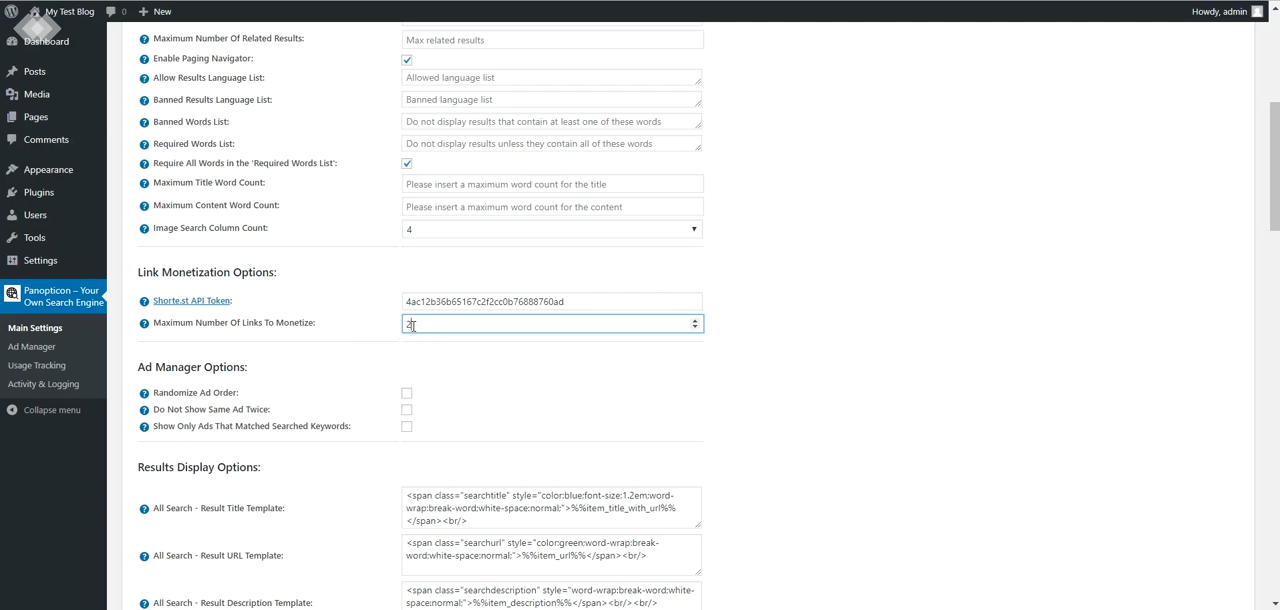 My Test Blog 0 New Howdy, admin
Dashboard
Posts
Media
Pages
Comments
Appearance
Plugins
Users
Tools
Settings
Panopticon – Your
Own Search Engine
Main Settings
Ad Manager
Usage Tracking
Activity & Logging
Collapse menu
Maximum Number Of Related Results: Max related results
Enable Paging Navigator:
Allow Results Language List: Allowed language list
Banned Results Language List: Banned language list
Banned Words List: Do not display results that contain at least one of these words
Required Words List: Do not display results unless they contain all of these words
Require All Words in the 'Required Words List':
Maximum Title Word Count: Please insert a maximum word count for the title
Maximum Content Word Count: Please insert a maximum word count for the content
Image Search Column Count: 4
Link Monetization Options:
Shorte.st API Token: 4ac12b36b65167c2f2cc0b76888760ad
Maximum Number Of Links To Monetize: 2
Ad Manager Options:
Randomize Ad Order:
Do Not Show Same Ad Twice:
Show Only Ads That Matched Searched Keywords:
Results Display Options:
All Search - Result Title Template:
<span class="searchtitle" style="color:blue;font-size:1.2em;word-
wrap:break-word;white-space:normal;">%%item_title_with_url%%
</span><br/>
All Search - Result URL Template:
<span class="searchurl" style="color:green;word-wrap:break-
word;white-space:normal;">%%item_url%%</span><br/>
All Search - Result Description Template:
<span class="searchdescription" style="word-wrap:break-word;white-
space:normal;">%%item_description%%</span><br/><br/>